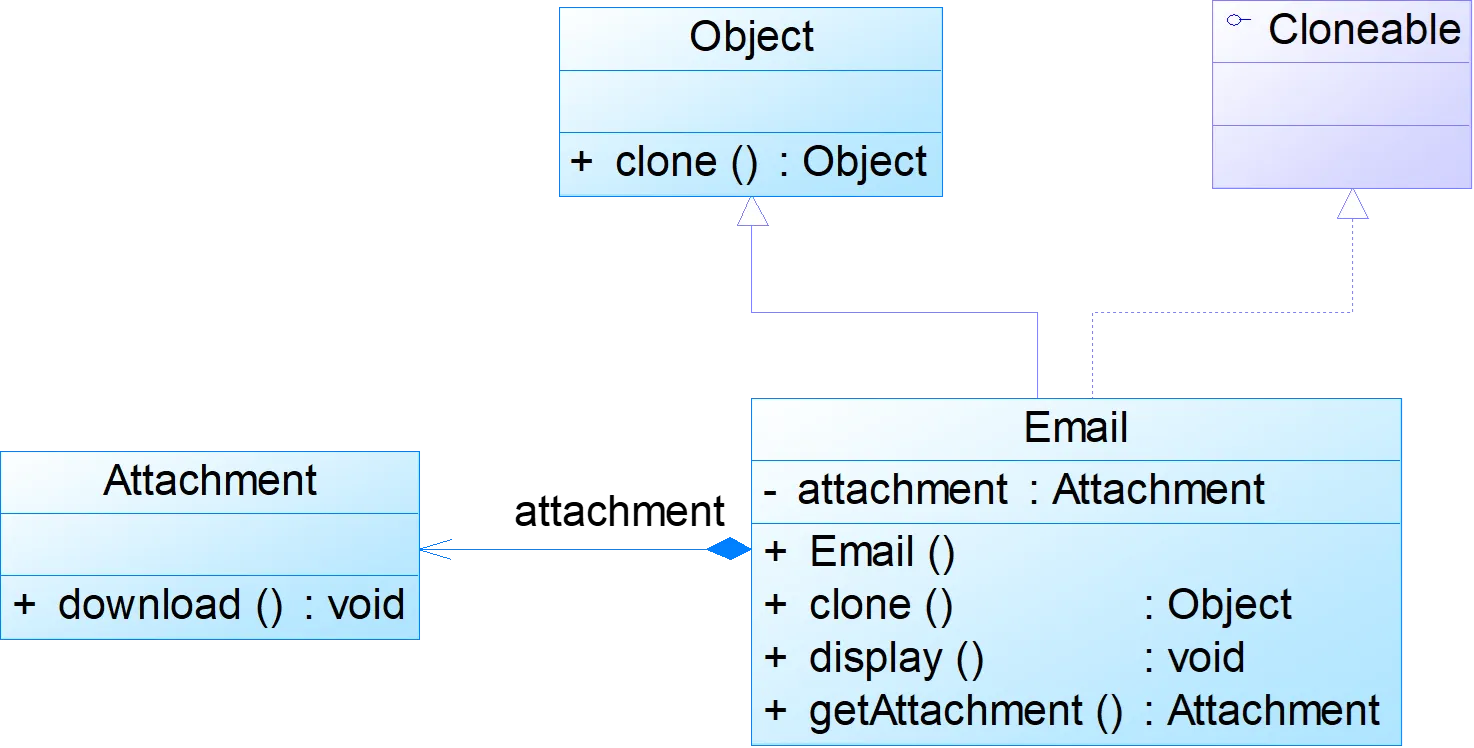 Object
+ clone () : Object
Cloneable
Attachment
+ download () : void
attachment
Email
- attachment : Attachment
+ Email ()
+ clone () : Object
+ display () : void
+ getAttachment () : Attachment